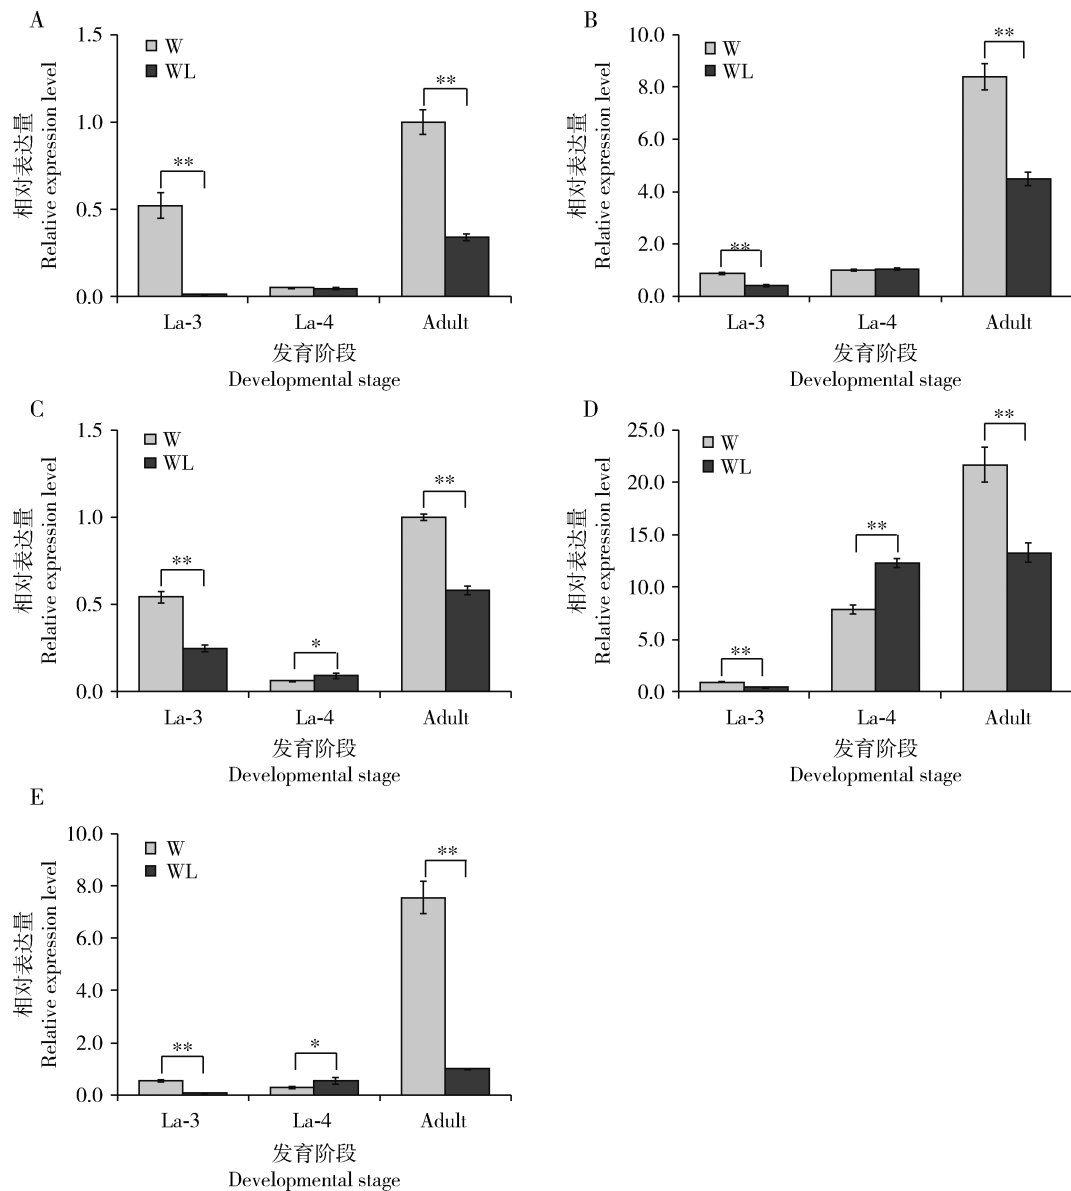 A
1.5
1.0
0.5
0.0
相对表达量
Relative expression level
W
WL
**
**
La-3
La-4
Adult
发育阶段
Developmental stage
B
10.0
8.0
6.0
4.0
2.0
0.0
相对表达量
Relative expression level
W
WL
**
**
La-3
La-4
Adult
发育阶段
Developmental stage
C
1.5
1.0
0.5
0.0
相对表达量
Relative expression level
W
WL
**
*
**
La-3
La-4
Adult
发育阶段
Developmental stage
D
25.0
20.0
15.0
10.0
5.0
0.0
相对表达量
Relative expression level
W
WL
**
**
**
La-3
La-4
Adult
发育阶段
Developmental stage
E
10.0
8.0
6.0
4.0
2.0
0.0
相对表达量
Relative expression level
W
WL
**
*
**
La-3
La-4
Adult
发育阶段
Developmental stage